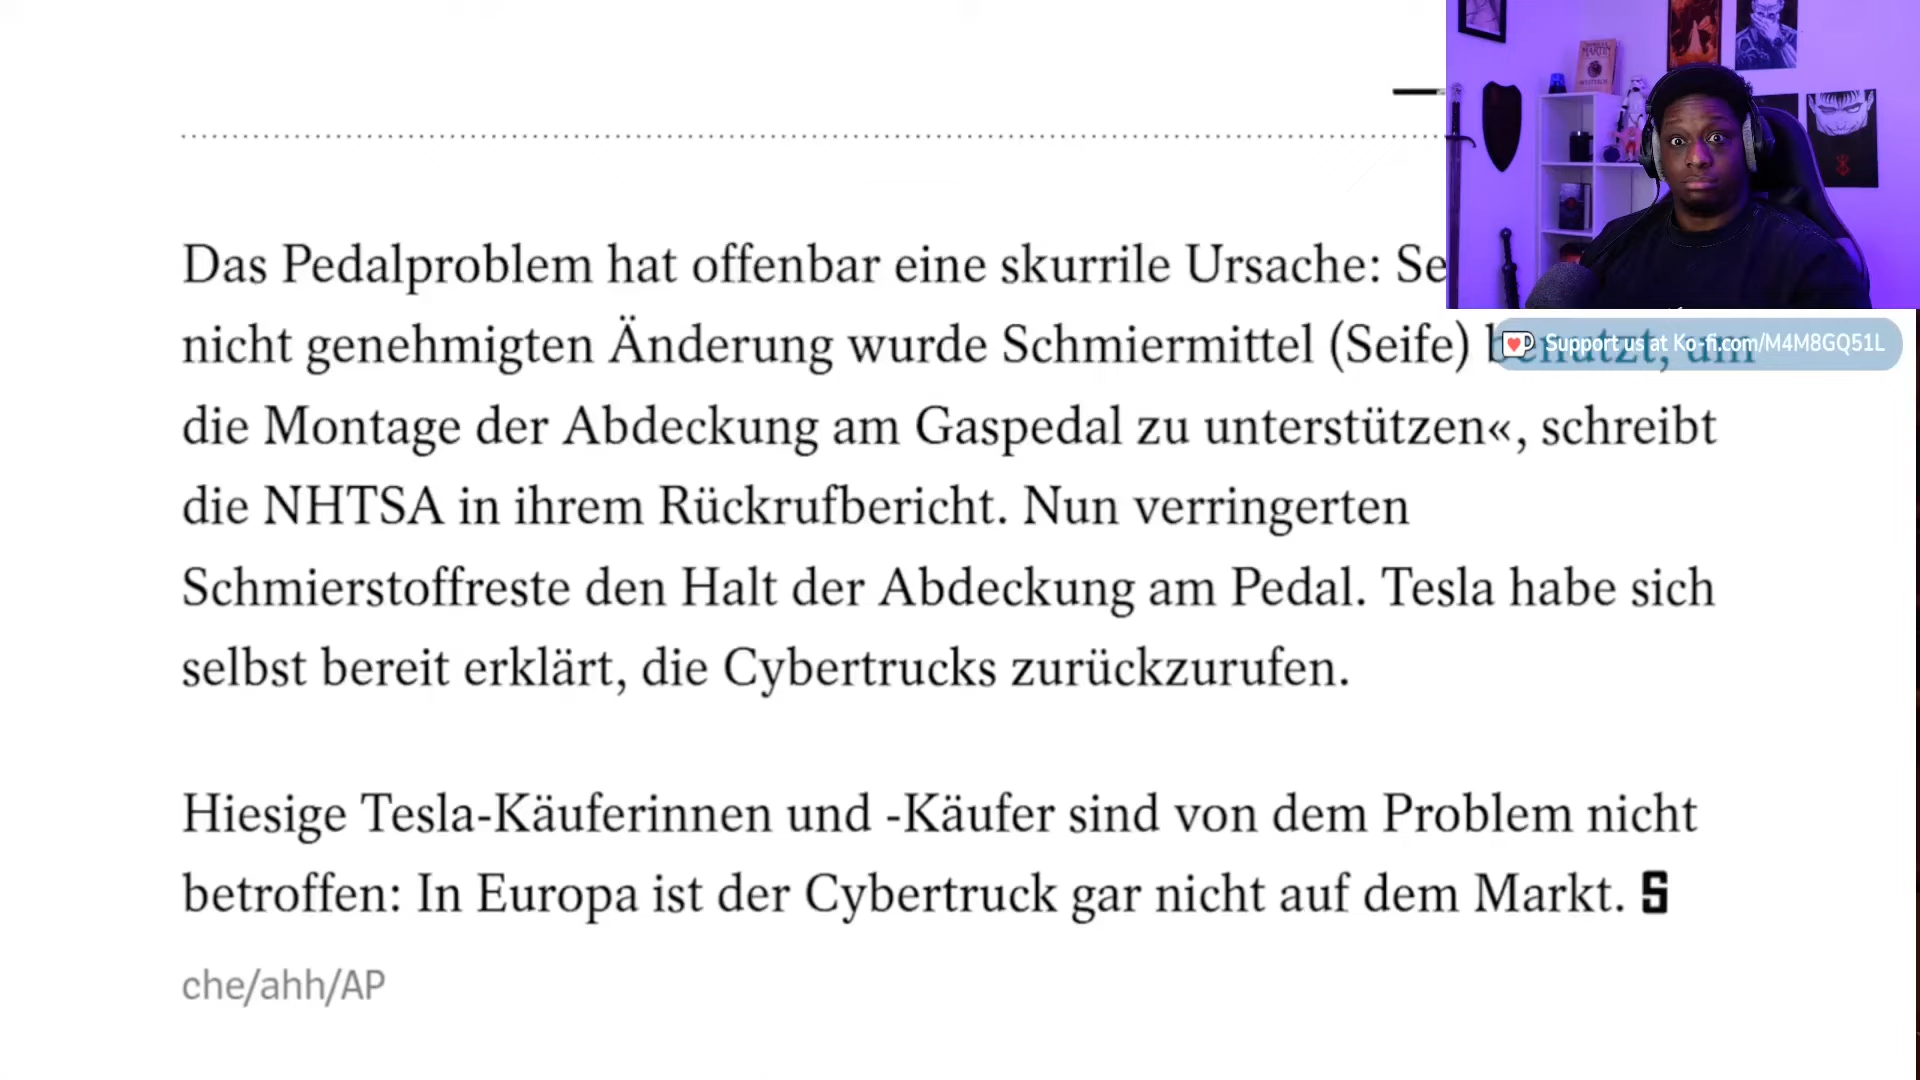 Das Pedalproblem hat offenbar eine skurrile Ursache:
nicht genehmigten Änderung wurde Schmiermittel (Seife) benutzt, um
Support us at Ko-fi.com/M4M8GQ51L
die Montage der Abdeckung am Gaspedal zu unterstützen«, schreibt
die NHTSA in ihrem Rückrufbericht. Nun verringerten
Schmierstoffreste den Halt der Abdeckung am Pedal. Tesla habe sich
selbst bereit erklärt, die Cybertrucks zurückzurufen.
Hiesige Tesla-Käuferinnen und -Käufer sind von dem Problem nicht
betroffen: In Europa ist der Cybertruck gar nicht auf dem Markt. S
che/ahh/AP
MARTIN